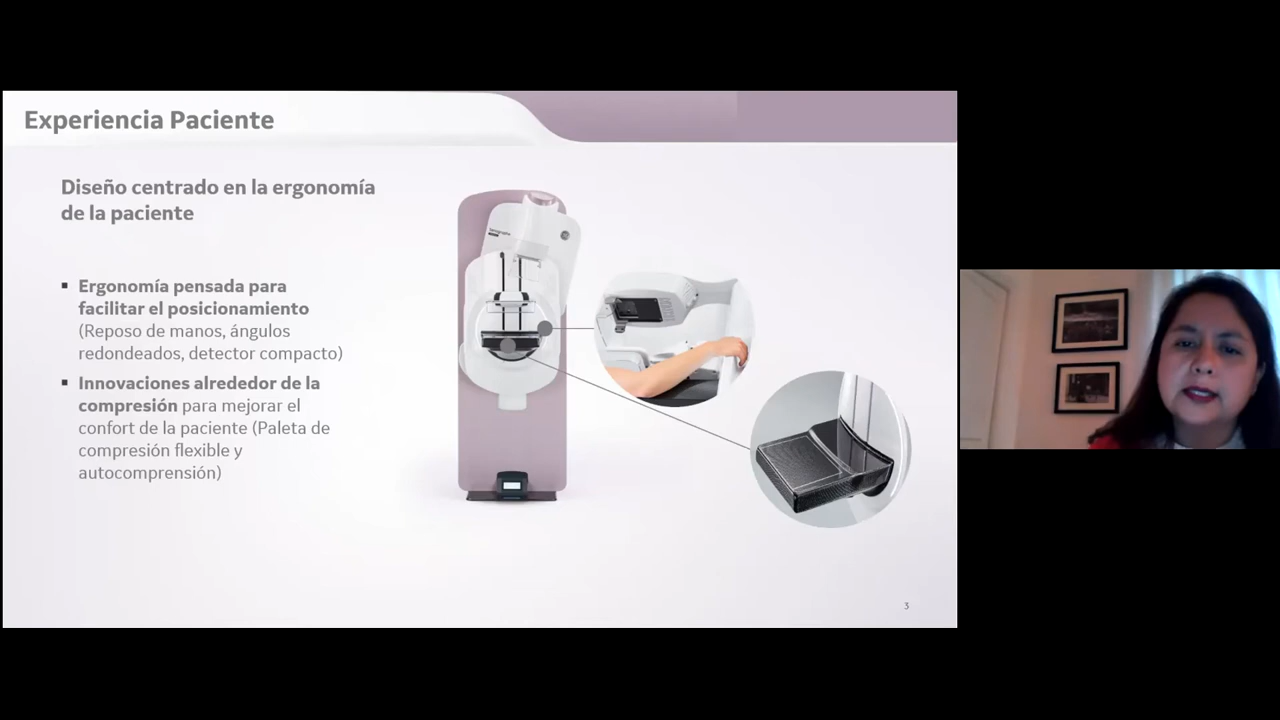 Experiencia Paciente
Diseño centrado en la ergonomía
de la paciente
▪ Ergonomía pensada para
facilitar el posicionamiento
(Reposo de manos, ángulos
redondeados, detector compacto)
▪ Innovaciones alrededor de la
compresión para mejorar el
confort de la paciente (Paleta de
compresión flexible y
autocomprensión)
3